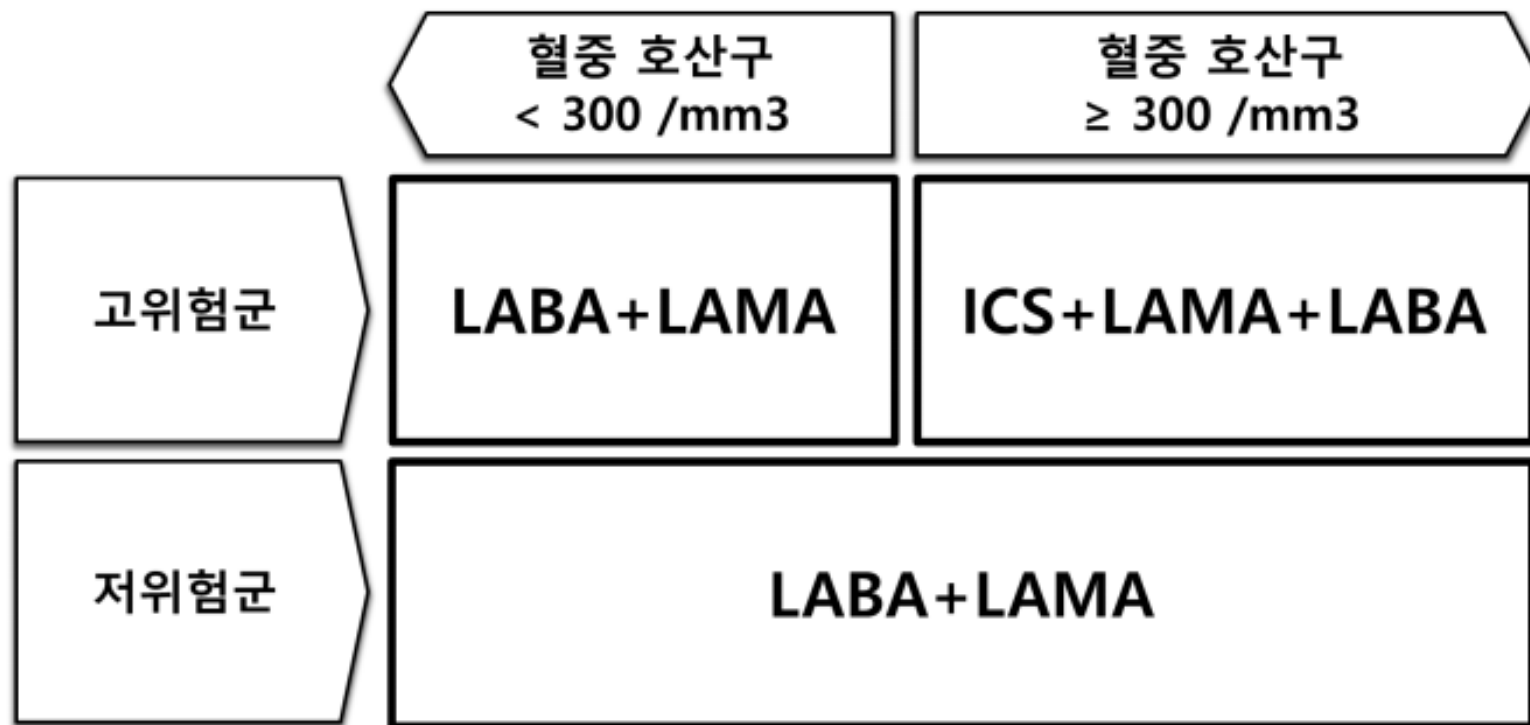 혈중 호산구
< 300 /mm3
혈중 호산구
≥ 300 /mm3
고위험군
LABA+LAMA
ICS+LAMA+LABA
저위험군
LABA+LAMA